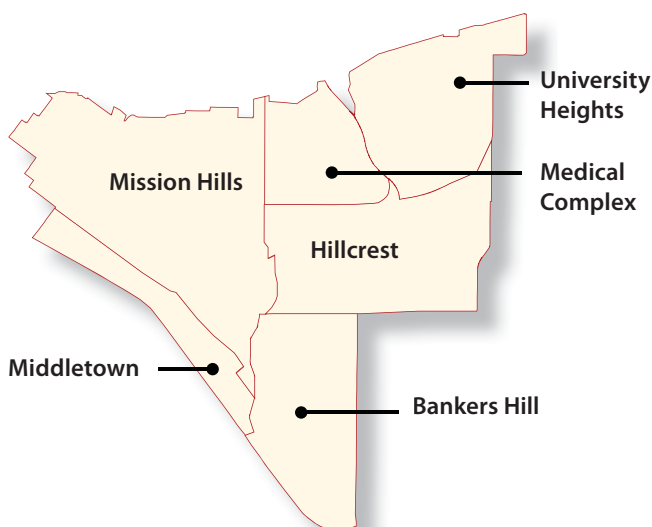 University
Heights
Mission Hills
Medical
Complex
Hillcrest
Middletown
Bankers Hill